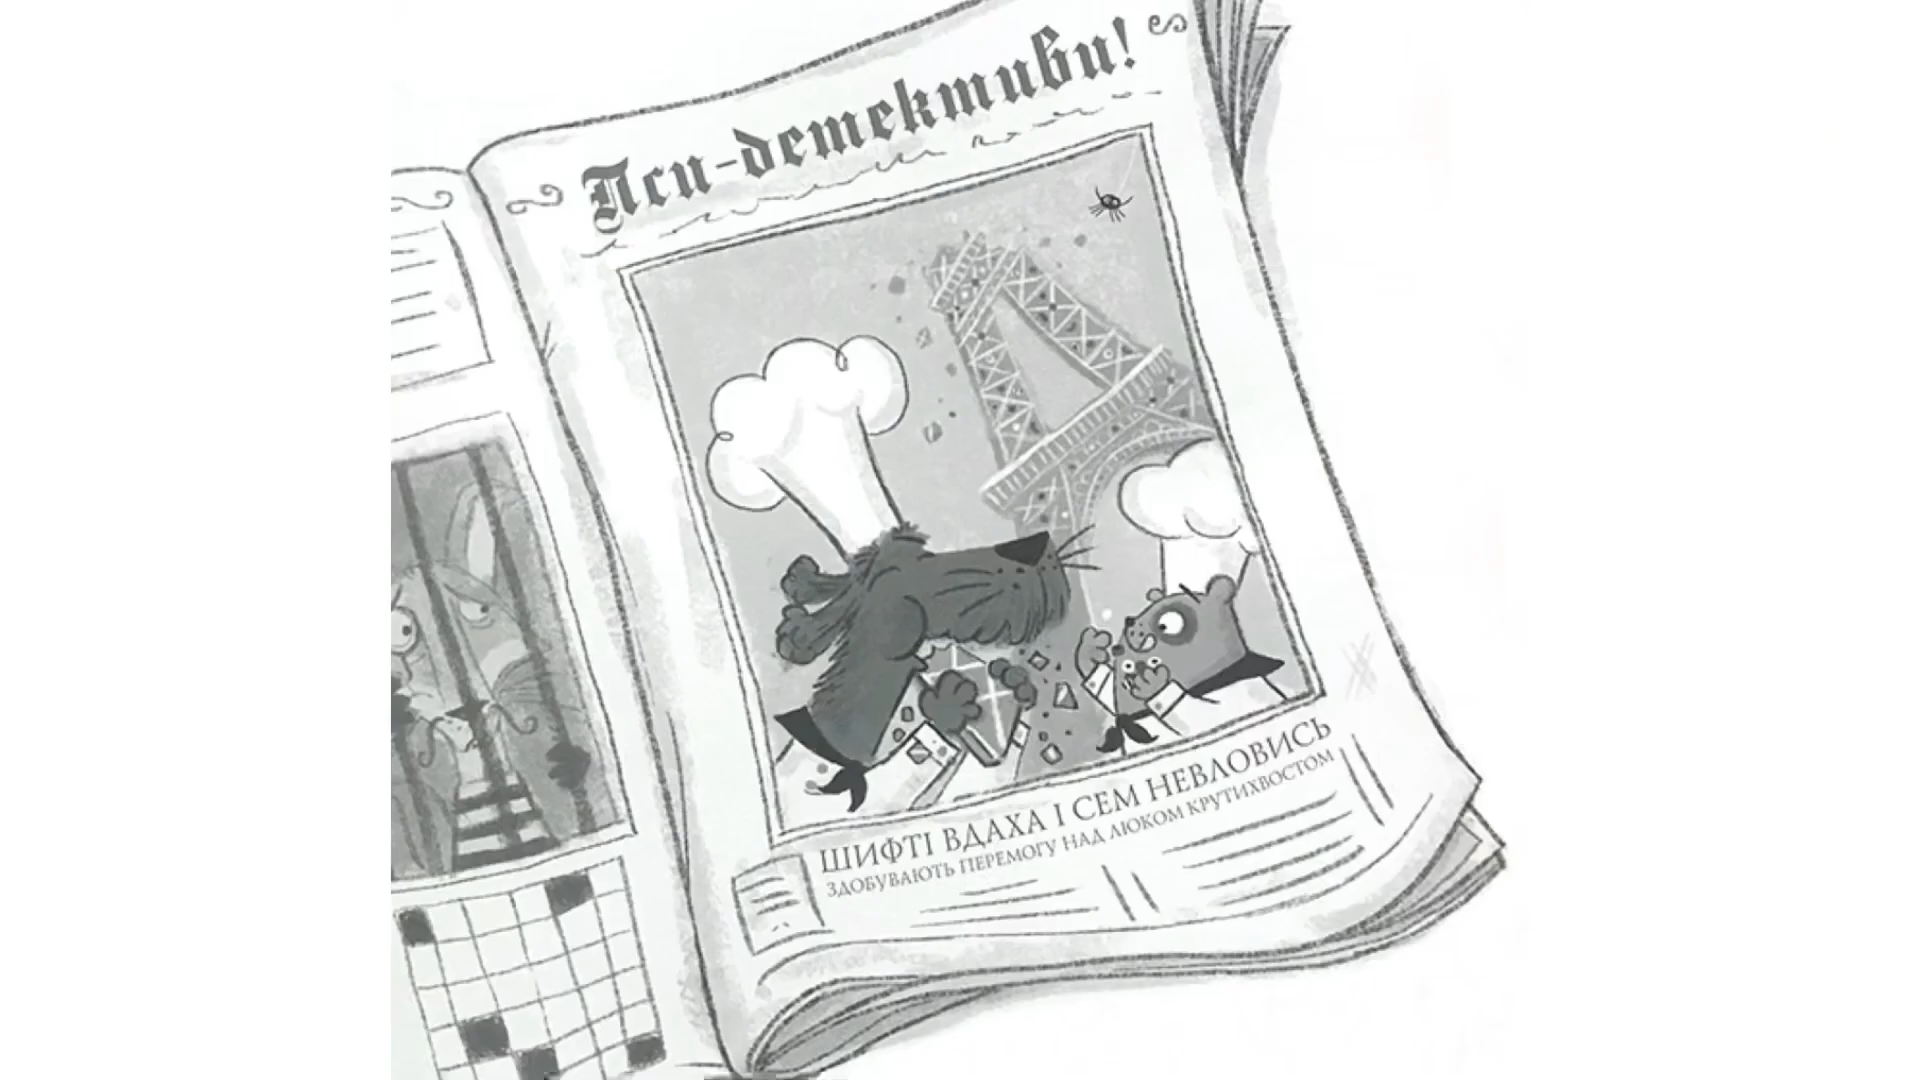 Пси-детективи!
ШИФТІ ВДАХА І СЕМ НЕВЛОВИСЬ
ЗДОБУВАЮТЬ ПЕРЕМОГУ НАД ЛЮКОМ КРУТИХВОСТОМ